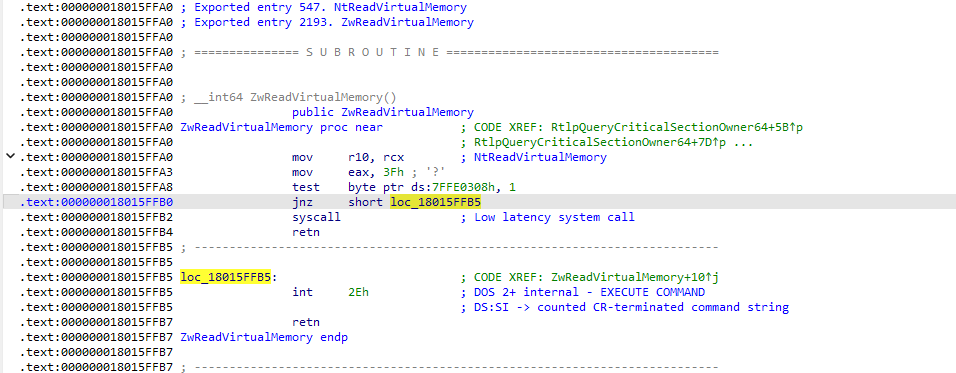 .text:000000018015FFA0 ; Exported entry 547. NtReadVirtualMemory
.text:000000018015FFA0 ; Exported entry 2193. ZwReadVirtualMemory
.text:000000018015FFA0
.text:000000018015FFA0 ; =============== S U B R O U T I N E =======================================
.text:000000018015FFA0
.text:000000018015FFA0
.text:000000018015FFA0 ; __int64 ZwReadVirtualMemory()
.text:000000018015FFA0 public ZwReadVirtualMemory
.text:000000018015FFA0 ZwReadVirtualMemory proc near ; CODE XREF: RtlpQueryCriticalSectionOwner64+5B↑p
.text:000000018015FFA0 ; RtlpQueryCriticalSectionOwner64+7D↑p ...
.text:000000018015FFA0 mov r10, rcx ; NtReadVirtualMemory
.text:000000018015FFA3 mov eax, 3Fh ; '?'
.text:000000018015FFA8 test byte ptr ds:7FFE0308h, 1
.text:000000018015FFB0 jnz short loc_18015FFB5
.text:000000018015FFB2 syscall ; Low latency system call
.text:000000018015FFB4 retn
.text:000000018015FFB5 ; ---------------------------------------------------------------------------
.text:000000018015FFB5
.text:000000018015FFB5 loc_18015FFB5: ; CODE XREF: ZwReadVirtualMemory+10↑j
.text:000000018015FFB5 int 2Eh ; DOS 2+ internal - EXECUTE COMMAND
.text:000000018015FFB5 ; DS:SI -> counted CR-terminated command string
.text:000000018015FFB7 retn
.text:000000018015FFB7 ZwReadVirtualMemory endp
.text:000000018015FFB7
.text:000000018015FFB7 ; ---------------------------------------------------------------------------